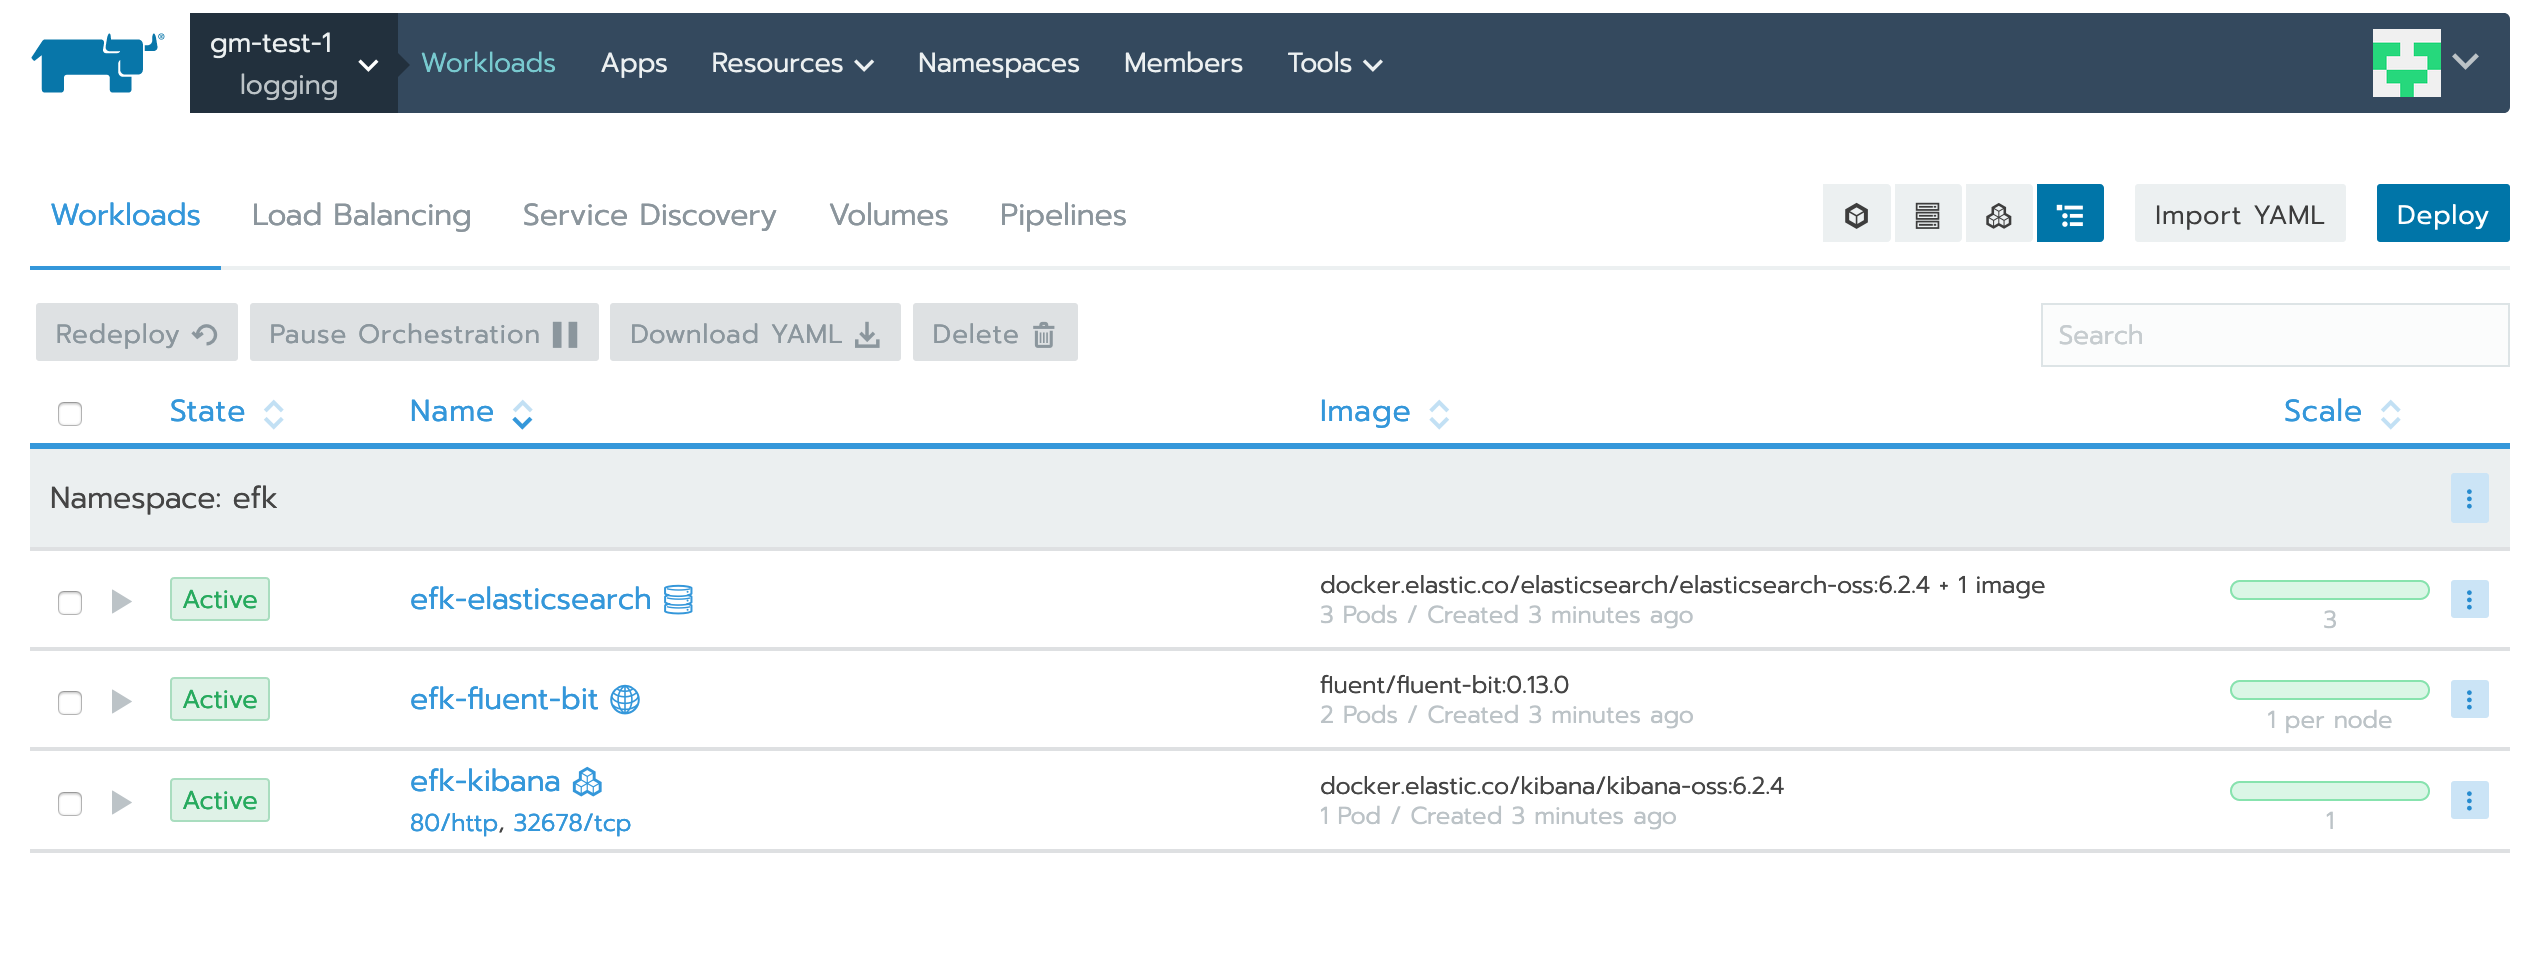 gm-test-1
logging
Workloads Apps Resources Namespaces Members Tools
Workloads Load Balancing Service Discovery Volumes Pipelines Import YAML Deploy
Redeploy Pause Orchestration Download YAML Delete Search
State Name Image Scale
Namespace: efk
Active efk-elasticsearch docker.elastic.co/elasticsearch/elasticsearch-oss:6.2.4 + 1 image
3 Pods / Created 3 minutes ago 3
Active efk-fluent-bit fluent/fluent-bit:0.13.0
2 Pods / Created 3 minutes ago 1 per node
Active efk-kibana docker.elastic.co/kibana/kibana-oss:6.2.4
80/http, 32678/tcp 1 Pod / Created 3 minutes ago 1